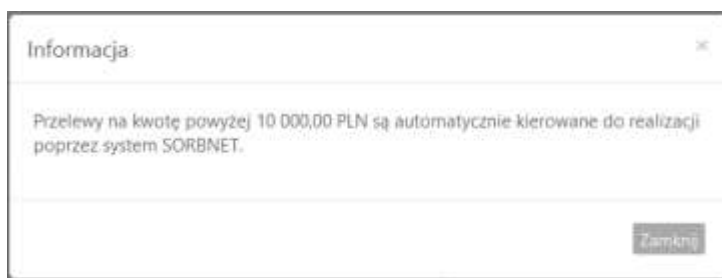 Informacja
×
Przelewy na kwotę powyżej 10 000,00 PLN są automatycznie kierowane do realizacji
poprzez system SORBNET.
Zamknij